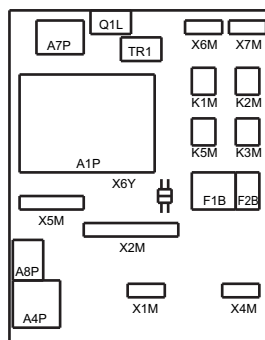 Q1L
X6M X7M
A7P TR1
K1M K2M
K5M K3M
A1P
X6Y
F1B F2B
X5M
X2M
A8P
X1M X4M
A4P